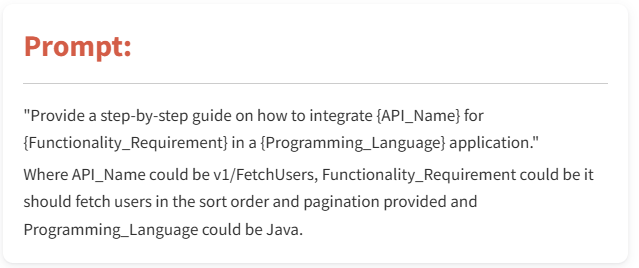 Prompt:
"Provide a step-by-step guide on how to integrate {API_Name} for
{Functionality_Requirement} in a {Programming_Language} application."
Where API_Name could be v1/FetchUsers, Functionality_Requirement could be it
should fetch users in the sort order and pagination provided and
Programming_Language could be Java.